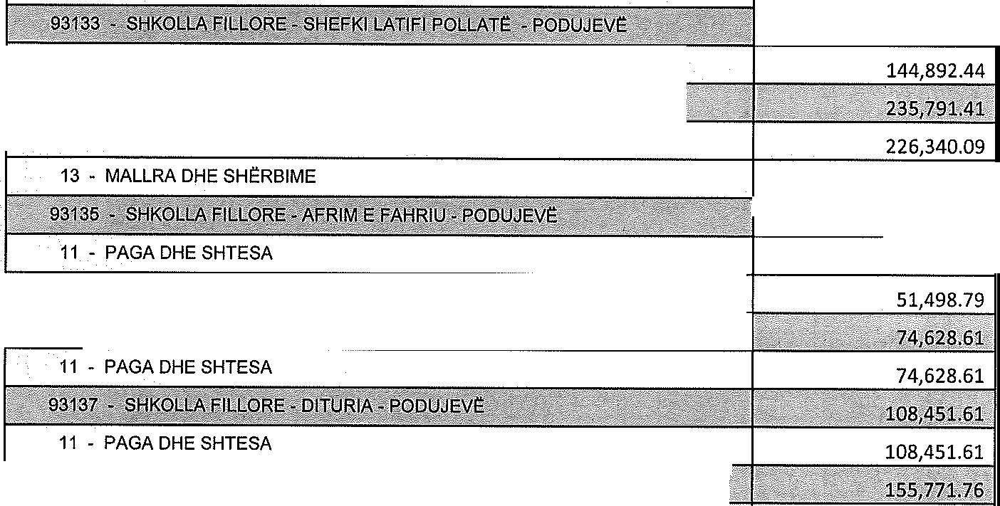 93133 - SHKOLLA FILLORE - SHEFKI LATIFI POLLATË - PODUJEVË
144,892.44
235,791.41
226,340.09
13 - MALLRA DHE SHËRBIME
93135 - SHKOLLA FILLORE - AFRIM E FAHRIU - PODUJEVË
11 - PAGA DHE SHTESA
51,498.79
74,628.61
11 - PAGA DHE SHTESA 74,628.61
93137 - SHKOLLA FILLORE - DITURIA - PODUJEVË 108,451.61
11 - PAGA DHE SHTESA 108,451.61
155,771.76